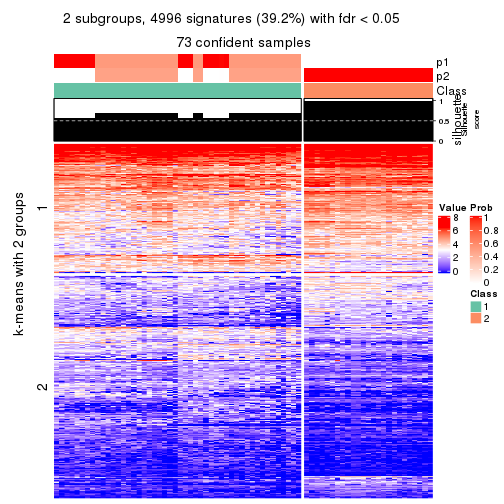 2 subgroups, 4996 signatures (39.2%) with fdr < 0.05
73 confident samples
p1
p2
Class
1
0.5
0
silhouette
Silhouette
score
k-means with 2 groups
1
2
Value
8
6
4
2
0
Prob
1
0.8
0.6
0.4
0.2
0
Class
1
2